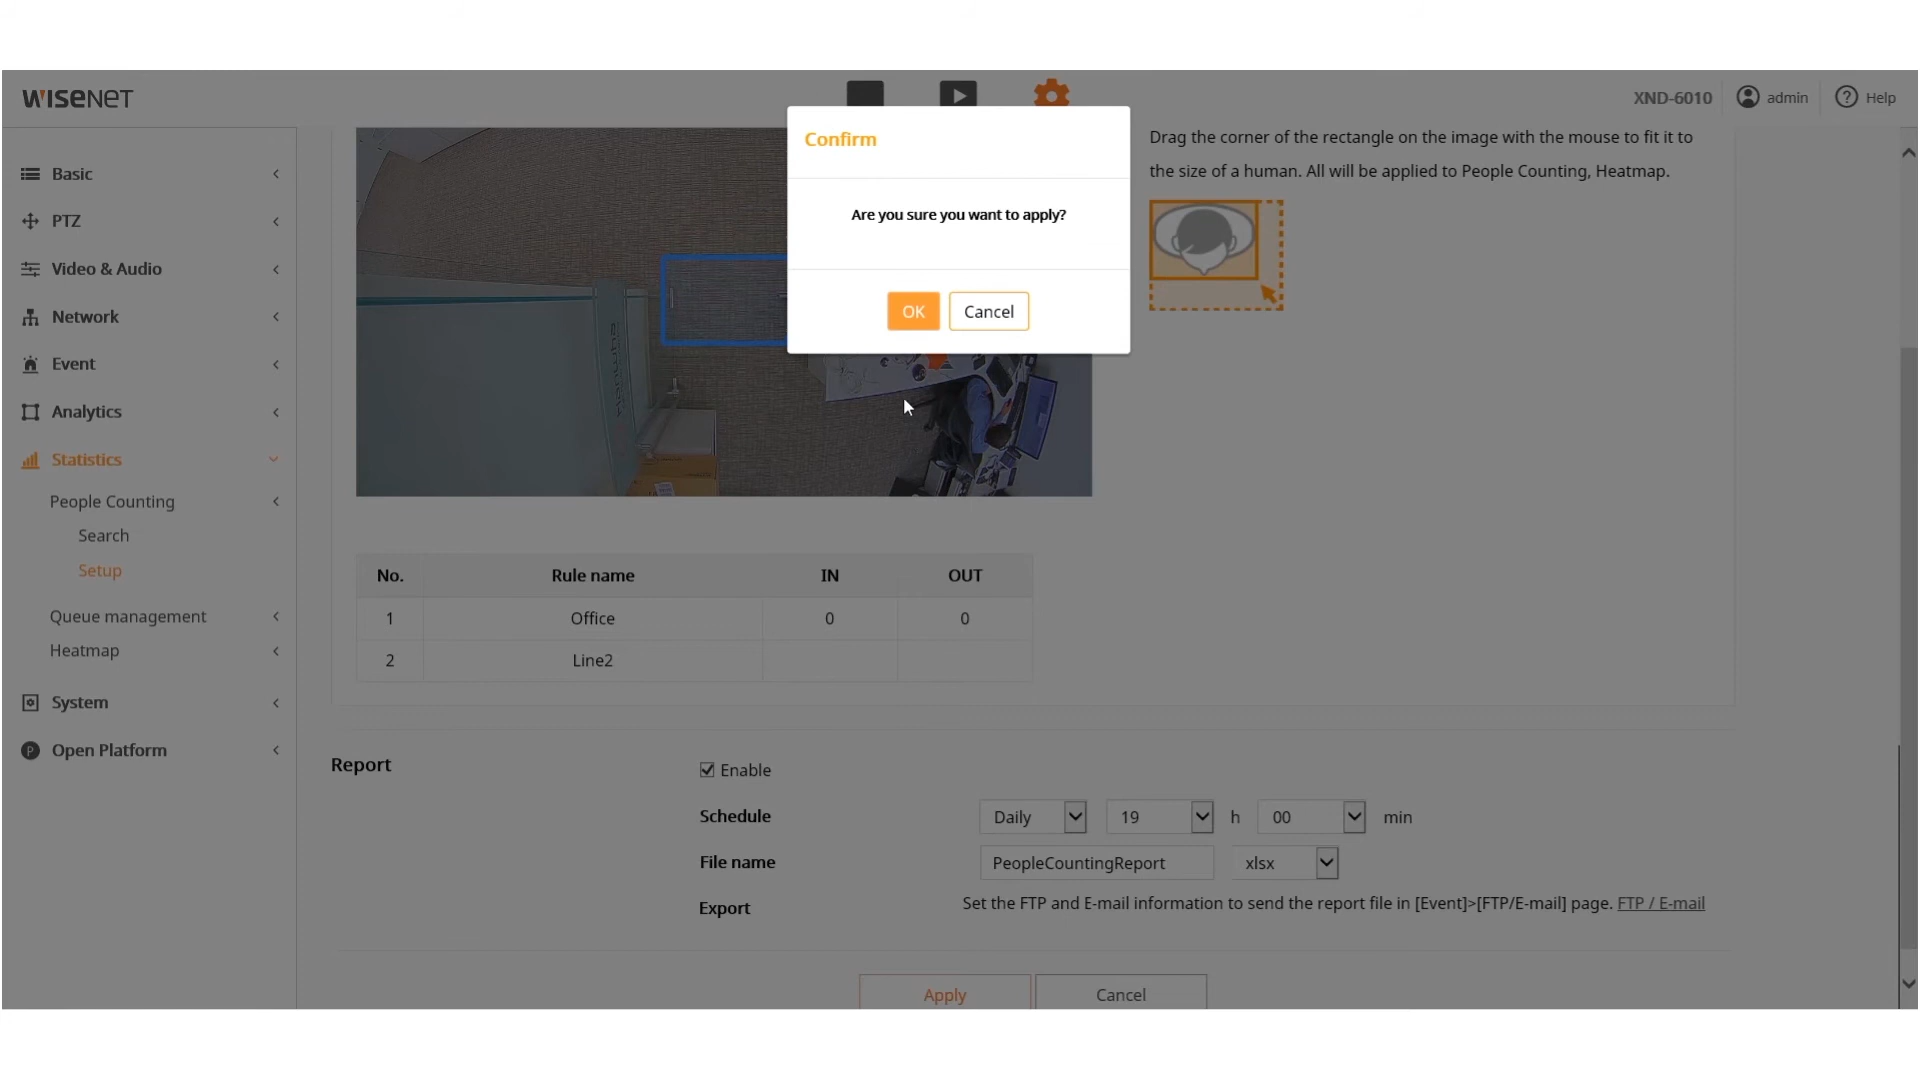 WISENET
XND-6010
admin
Help
Basic
PTZ
Video & Audio
Network
Event
Analytics
Statistics
People Counting
Search
Setup
Queue management
Heatmap
System
Open Platform
Confirm
Are you sure you want to apply?
OK
Cancel
Drag the corner of the rectangle on the image with the mouse to fit it to
the size of a human. All will be applied to People Counting, Heatmap.
No. Rule name IN OUT
1 Office 0 0
2 Line2
Report
Enable
Schedule Daily 19 h 00 min
File name PeopleCountingReport xlsx
Export Set the FTP and E-mail information to send the report file in [Event]>[FTP/E-mail] page. FTP / E-mail
Apply Cancel